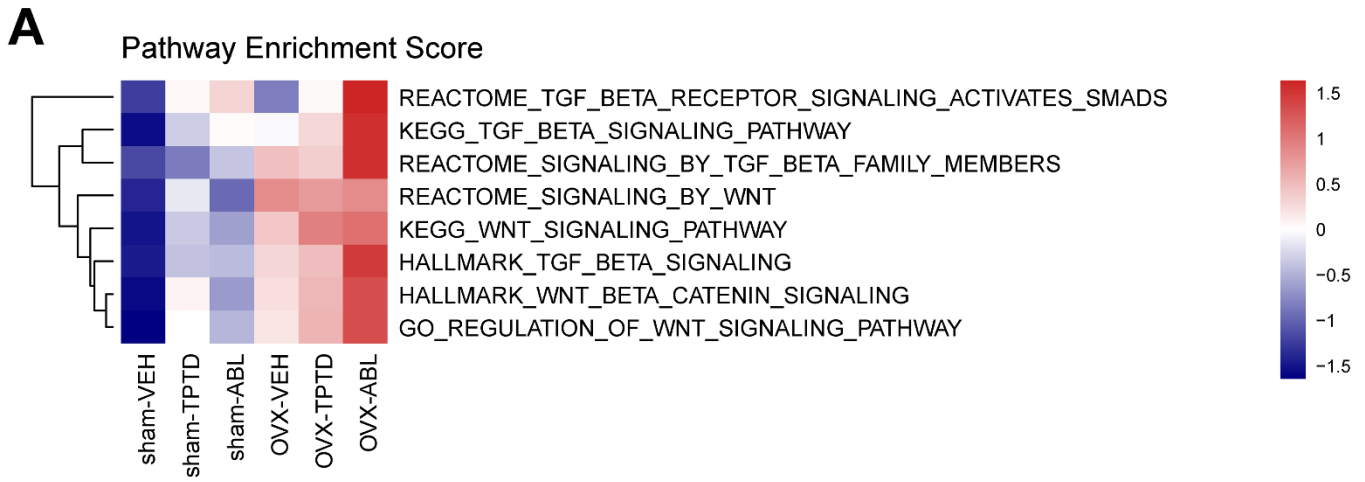 A
Pathway Enrichment Score
REACTOME_TGF_BETA_RECEPTOR_SIGNALING_ACTIVATES_SMADS
KEGG_TGF_BETA_SIGNALING_PATHWAY
REACTOME_SIGNALING_BY_TGF_BETA_FAMILY_MEMBERS
REACTOME_SIGNALING_BY_WNT
KEGG_WNT_SIGNALING_PATHWAY
HALLMARK_TGF_BETA_SIGNALING
HALLMARK_WNT_BETA_CATENIN_SIGNALING
GO_REGULATION_OF_WNT_SIGNALING_PATHWAY
sham-VEH
sham-TPTD
sham-ABL
OVX-VEH
OVX-TPTD
OVX-ABL
1.5
1
0.5
0
−0.5
−1
−1.5